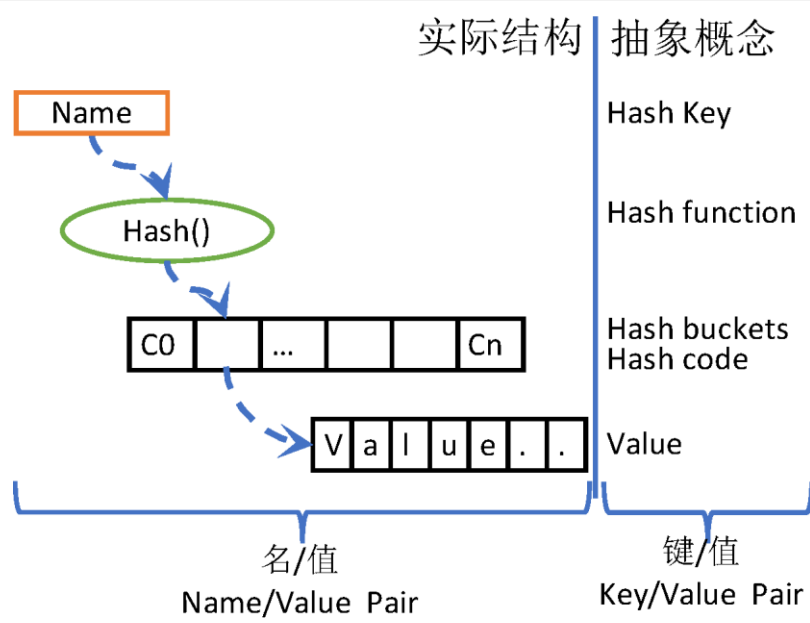 实际结构 抽象概念
Name
Hash Key
Hash()
Hash function
C0 ... Cn
Hash buckets
Hash code
Value..
Value
名/值
Name/Value Pair
键/值
Key/Value Pair